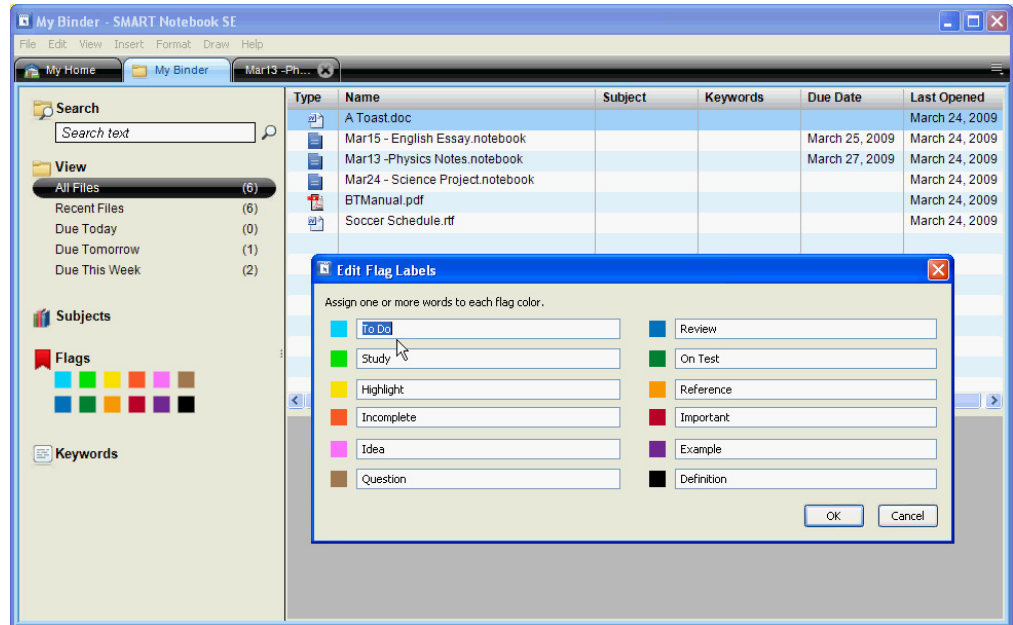 My Binder - SMART Notebook SE
File Edit View Insert Format Draw Help
My Home My Binder Mar13 -Ph...
Search
Search text
View
All Files (6)
Recent Files (6)
Due Today (0)
Due Tomorrow (1)
Due This Week (2)
Subjects
Flags
Keywords
Type Name Subject Keywords Due Date Last Opened
A Toast.doc March 24, 2009
Mar15 - English Essay.notebook March 25, 2009 March 24, 2009
Mar13 -Physics Notes.notebook March 27, 2009 March 24, 2009
Mar24 - Science Project.notebook March 24, 2009
BTManual.pdf March 24, 2009
Soccer Schedule.rtf March 24, 2009
Edit Flag Labels
Assign one or more words to each flag color.
To Do Review
Study On Test
Highlight Reference
Incomplete Important
Idea Example
Question Definition
OK Cancel